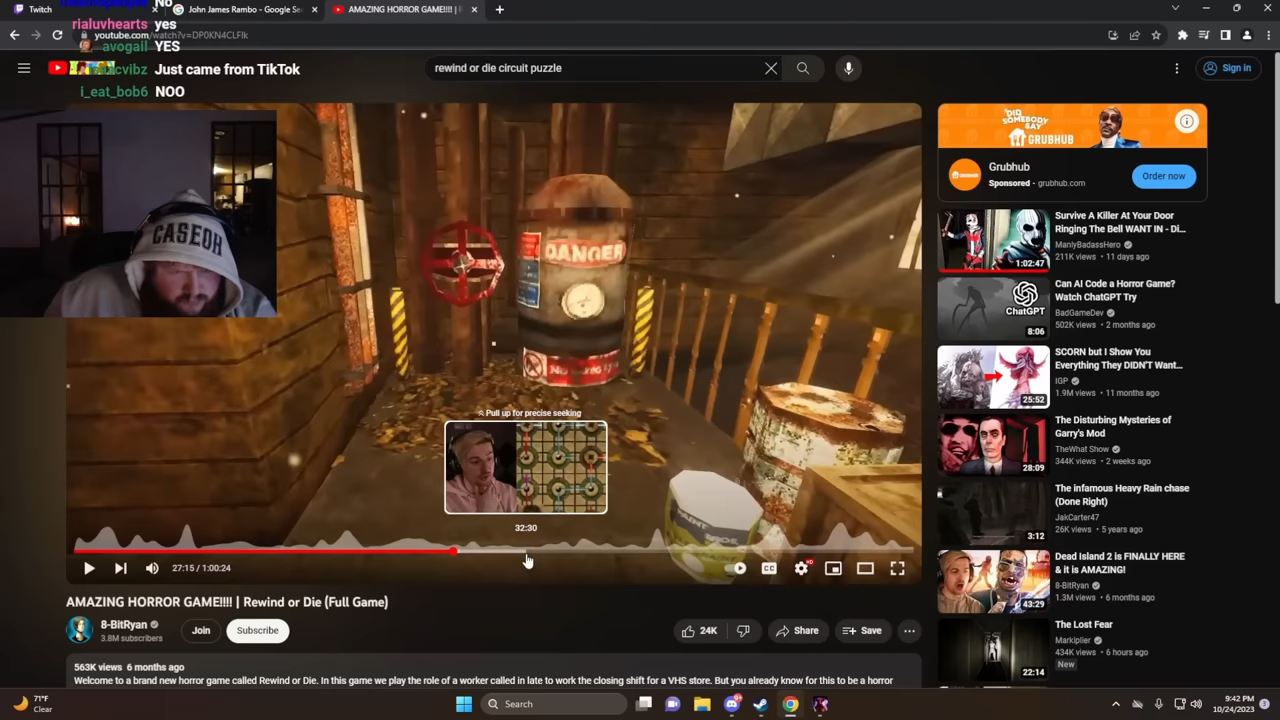 Twitch
John James Rambo - Google Se
AMAZING HORROR GAME!!!! |
No
rialuvhearts yes
youtube.com/watch?v=DP0KN4CLFIk
avogail YES
Just came from TikTok
i_eat_bob6 NOO
rewind or die circuit puzzle
Sign in
CASEOH
DANGER
DID SOMEBODY SAY GRUBHUB
Grubhub
Sponsored · grubhub.com
Order now
Survive A Killer At Your Door
Ringing The Bell WANT IN - Di...
ManlyBadassHero
211K views • 11 days ago
1:02:47
Can AI Code a Horror Game?
Watch ChatGPT Try
BadGameDev
502K views • 2 months ago
ChatGPT
8:06
SCORN but I Show You
Everything They DIDN'T Want...
IGP
1.9M views • 11 months ago
25:52
The Disturbing Mysteries of
Garry's Mod
TheWhat Show
344K views • 2 weeks ago
28:09
The infamous Heavy Rain chase
(Done Right)
JakCarter47
26K views • 5 years ago
3:12
Dead Island 2 is FINALLY HERE
& it is AMAZING!
8-BitRyan
1.3M views • 6 months ago
43:29
The Lost Fear
Markiplier
434K views • 6 hours ago
New
22:14
Pull up for precise seeking
32:30
PAINT
27:15 / 1:00:24
CC
HD
AMAZING HORROR GAME!!!! | Rewind or Die (Full Game)
8-BitRyan
3.8M subscribers
Join
Subscribe
24K
Share
Save
563K views 6 months ago
Welcome to a brand new horror game called Rewind or Die. In this game we play the role of a worker called in late to work the closing shift for a VHS store. But you already know for this to be a horror
71°F
Clear
Search
9:42 PM
10/24/2023